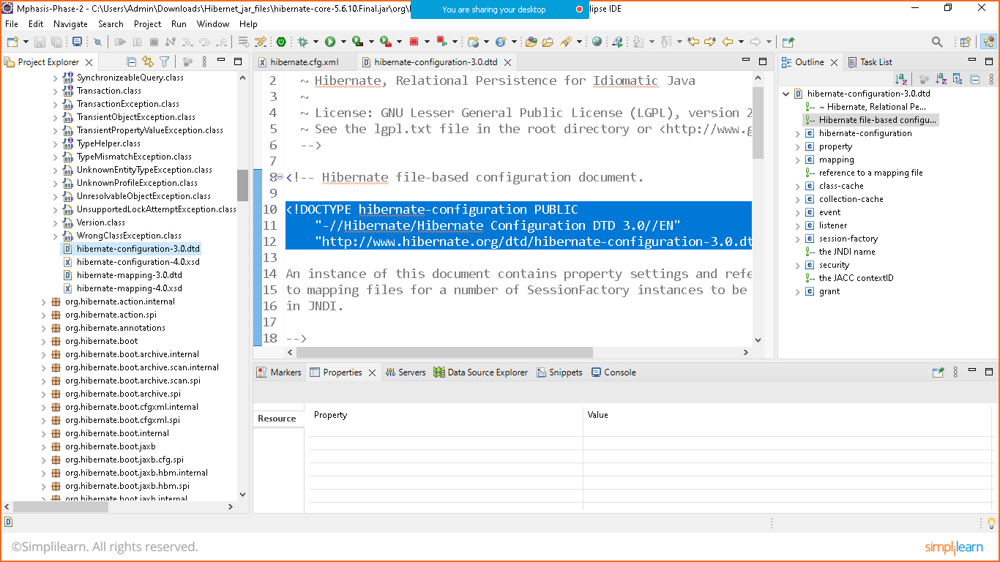 Mphasis-Phase-2 - C:\Users\Admin\Downloads\Hibernet_jar_files\hibernate-core-5.6.10.Final.jar\org\
You are sharing your desktop
lipse IDE
File Edit Navigate Search Project Run Window Help
Project Explorer
SynchronizeableQuery.class
Transaction.class
TransactionException.class
TransientObjectException.class
TransientPropertyValueException.class
TypeHelper.class
TypeMismatchException.class
UnknownEntityTypeException.class
UnknownProfileException.class
UnresolvableObjectException.class
UnsupportedLockAttemptException.class
Version.class
WrongClassException.class
hibernate-configuration-3.0.dtd
hibernate-configuration-4.0.xsd
hibernate-mapping-3.0.dtd
hibernate-mapping-4.0.xsd
org.hibernate.action.internal
org.hibernate.action.spi
org.hibernate.annotations
org.hibernate.boot
org.hibernate.boot.archive.internal
org.hibernate.boot.archive.scan.internal
org.hibernate.boot.archive.scan.spi
org.hibernate.boot.archive.spi
org.hibernate.boot.cfgxml.internal
org.hibernate.boot.cfgxml.spi
org.hibernate.boot.internal
org.hibernate.boot.jaxb
org.hibernate.boot.jaxb.cfg.spi
org.hibernate.boot.jaxb.hbm.internal
org.hibernate.boot.jaxb.hbm.spi
org.hibernate.boot.jaxb.internal
hibernate.cfg.xml
hibernate-configuration-3.0.dtd
2 ~ Hibernate, Relational Persistence for Idiomatic Java
3 ~
4 ~ License: GNU Lesser General Public License (LGPL), version 2
5 ~ See the lgpl.txt file in the root directory or <http://www.g
6 -->
7
8 <!-- Hibernate file-based configuration document.
9
10 <!DOCTYPE hibernate-configuration PUBLIC
11 "-//Hibernate/Hibernate Configuration DTD 3.0//EN"
12 "http://www.hibernate.org/dtd/hibernate-configuration-3.0.dt
13
14 An instance of this document contains property settings and refe
15 to mapping files for a number of SessionFactory instances to be
16 in JNDI.
17
18 -->
Outline
Task List
hibernate-configuration-3.0.dtd
~ Hibernate, Relational Pe...
Hibernate file-based configu...
hibernate-configuration
property
mapping
reference to a mapping file
class-cache
collection-cache
event
listener
session-factory
the JNDI name
security
the JACC contextID
grant
Markers Properties Servers Data Source Explorer Snippets Console
Resource
Property Value
©Simplilearn. All rights reserved.
simplilearn